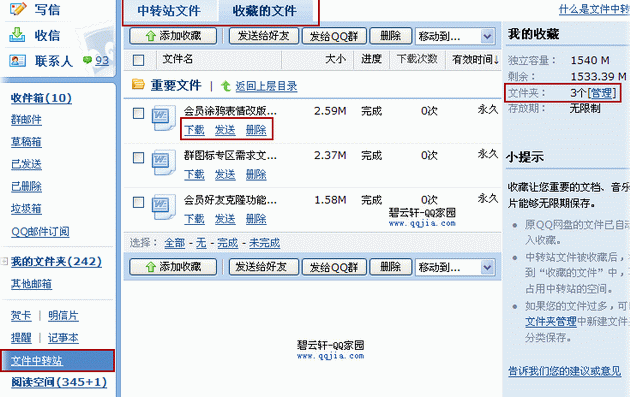 写信
收信
联系人 93
收件箱(10)
群邮件
草稿箱
已发送
已删除
垃圾箱
QQ邮件订阅
我的文件夹(242)
其他邮箱
贺卡 | 明信片
提醒 | 记事本
文件中转站
阅读空间(345+1)
中转站文件 收藏的文件
添加收藏 发送给好友 发给QQ群 删除 移动到...
文件名 大小 进度 下载次数 有效时间↓
重要文件 | 返回上层目录
会员涂鸦表情改版... 2.59M 完成 0次 永久
下载 发送 删除
群图标专区需求文... 2.37M 完成 0次 永久
下载 发送 删除
会员好友克隆功能... 1.58M 完成 0次 永久
下载 发送 删除
碧云轩-QQ家园
www.qqjia.com
选择: 全部 - 无 - 完成 - 未完成
添加收藏 发送给好友 发给QQ群 删除 移动到...
碧云轩-QQ家园
www.qqjia.com
什么是文件中转
我的收藏
独立容量: 1540 M
剩余: 1533.39 M
文件夹: 3个[管理]
存放期: 无限制
小提示
收藏让您重要的文档、音乐
片能够无限期保存。
原QQ网盘的文件已自动
入收藏。
中转站文件被收藏后，
到“收藏的文件”中，
占用中转站的空间。
如果您的文件过多，可
文件夹管理中新建文件
分类保存。
告诉我们您的建议或意见